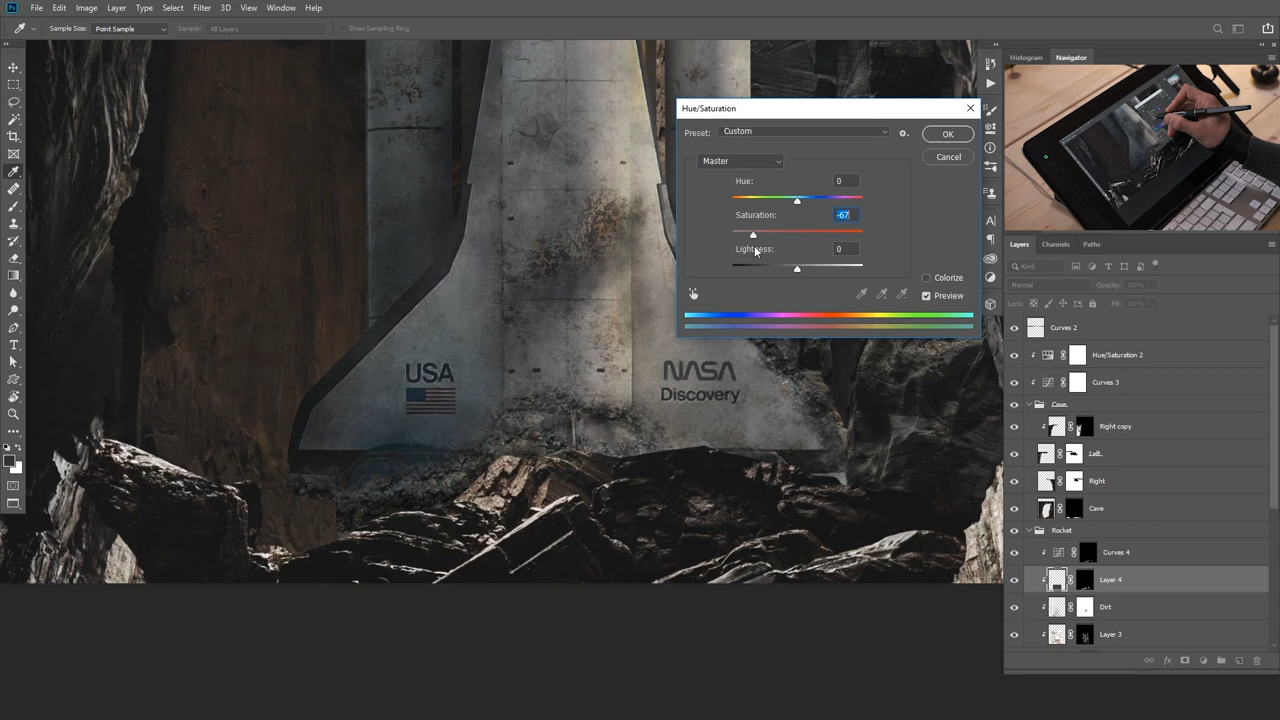 Ps File Edit Image Layer Type Select Filter 3D View Window Help
Sample Size: Point Sample Sample: All Layers Show Sampling Ring
Histogram Navigator
Hue/Saturation
Preset: Custom OK
Master Cancel
Hue: 0
Saturation: -67
Lightness: 0
Colorize
Preview
USA
NASA
Discovery
Layers Channels Paths
Kind
Normal Opacity: 100%
Lock: Fill: 100%
Curves 2
Hue/Saturation 2
Curves 3
Cave
Right copy
Left
Right
Cave
Rocket
Curves 4
Layer 4
Dirt
Layer 3